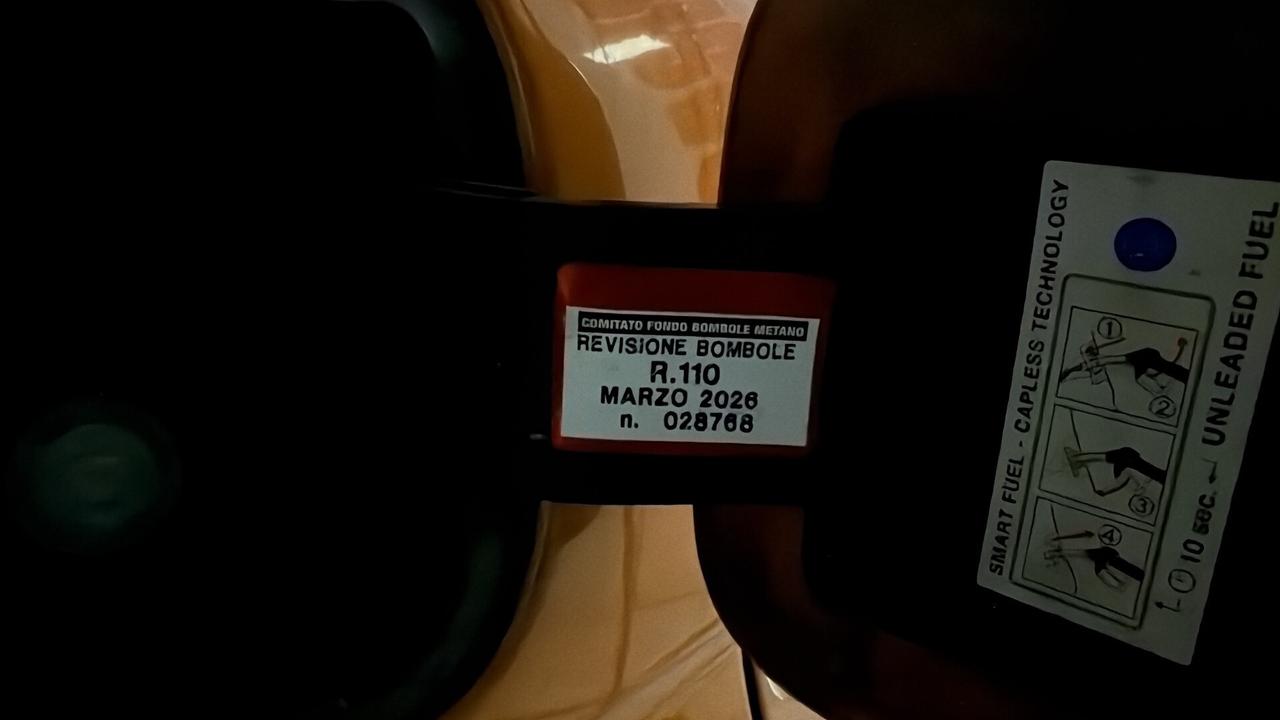 COMITATO FONDO BOMBOLE METANO
REVISIONE BOMBOLE
R.110
MARZO 2026
n. 028768
SMART FUEL - CAPLESS TECHNOLOGY
1
2
3
4
10 sec.
UNLEADED FUEL